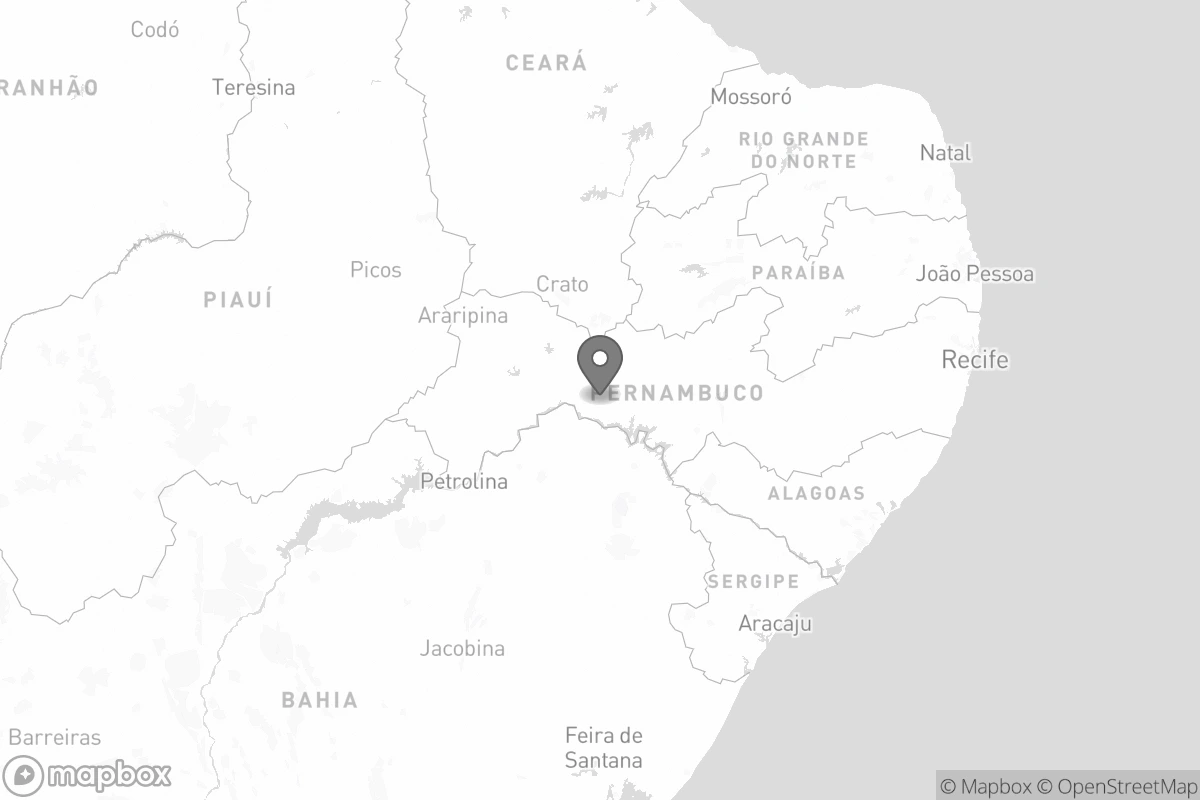 Codó
CEARÁ
RANHÃO
Teresina
Mossoró
RIO GRANDE
DO NORTE
Natal
Picos
PARAÍBA
João Pessoa
Crato
PIAUÍ
Araripina
Recife
PERNAMBUCO
Petrolina
ALAGOAS
SERGIPE
Aracaju
Jacobina
BAHIA
Barreiras
Feira de
Santana
mapbox
© Mapbox © OpenStreetMap